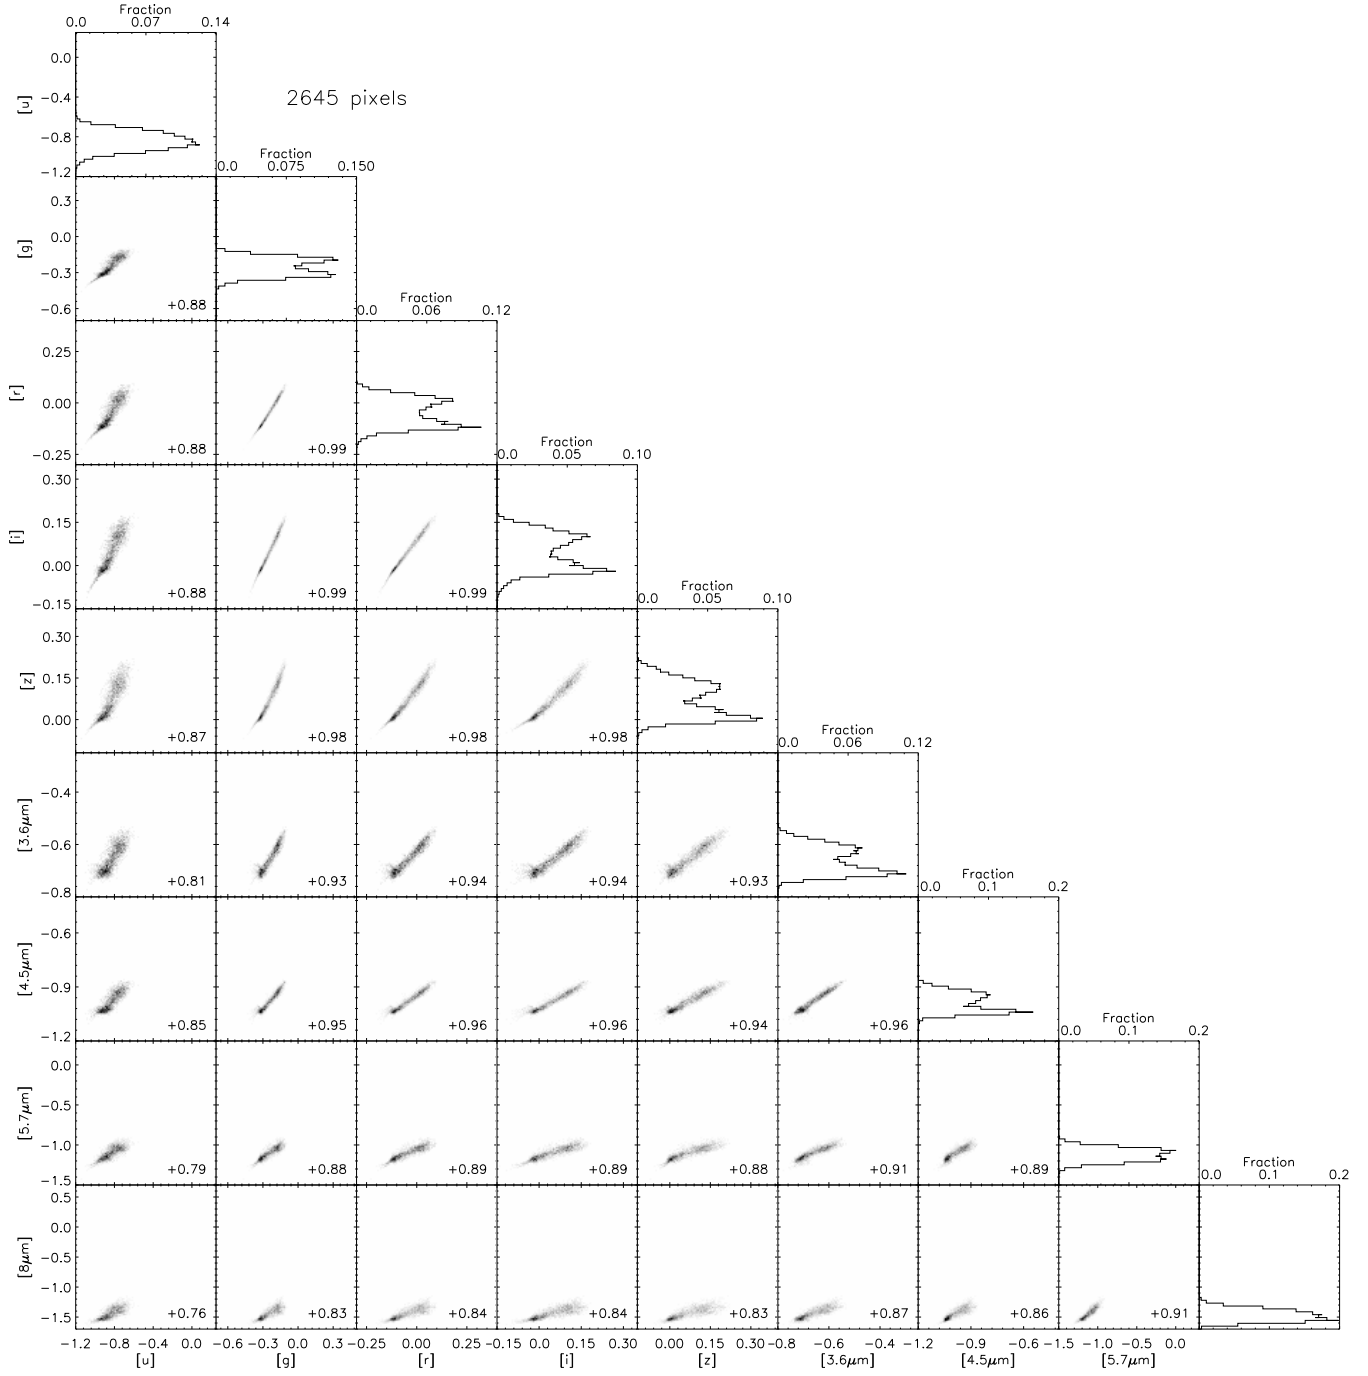 Fraction
0.0 0.07 0.14
[u]
0.0
−0.4
−0.8
−1.2
2645 pixels
Fraction
0.0 0.075 0.150
[g]
0.3
0.0
−0.3
−0.6
+0.88
Fraction
0.0 0.06 0.12
[r]
0.25
0.00
−0.25
+0.88 +0.99
Fraction
0.0 0.05 0.10
[i]
0.30
0.15
0.00
−0.15
+0.88 +0.99 +0.99
Fraction
0.0 0.05 0.10
[z]
0.30
0.15
0.00
+0.87 +0.98 +0.98 +0.98
Fraction
0.0 0.06 0.12
[3.6μm]
−0.4
−0.6
−0.8
+0.81 +0.93 +0.94 +0.94 +0.93
Fraction
0.0 0.1 0.2
[4.5μm]
−0.6
−0.9
−1.2
+0.85 +0.95 +0.96 +0.96 +0.94 +0.96
Fraction
0.0 0.1 0.2
[5.7μm]
0.0
−0.5
−1.0
−1.5
+0.79 +0.88 +0.89 +0.89 +0.88 +0.91 +0.89
Fraction
0.0 0.1 0.2
[8μm]
0.5
0.0
−0.5
−1.0
−1.5
+0.76 +0.83 +0.84 +0.84 +0.83 +0.87 +0.86 +0.91
−1.2 −0.8 −0.4 0.0 −0.6 −0.3 0.0 0.3 −0.25 0.00 0.25 −0.15 0.0 0.15 0.30 0.00 0.15 0.30 −0.8 −0.6 −0.4 −1.2 −0.9 −0.6 −1.5 −1.0 −0.5 0.0
[u] [g] [r] [i] [z] [3.6μm] [4.5μm] [5.7μm]